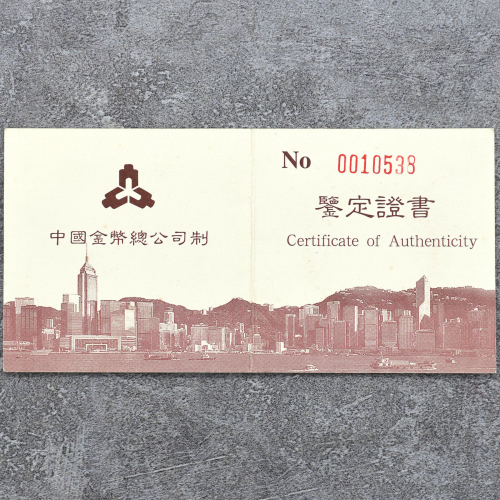 中國金幣總公司制
No 0010538
鑒定證書
Certificate of Authenticity